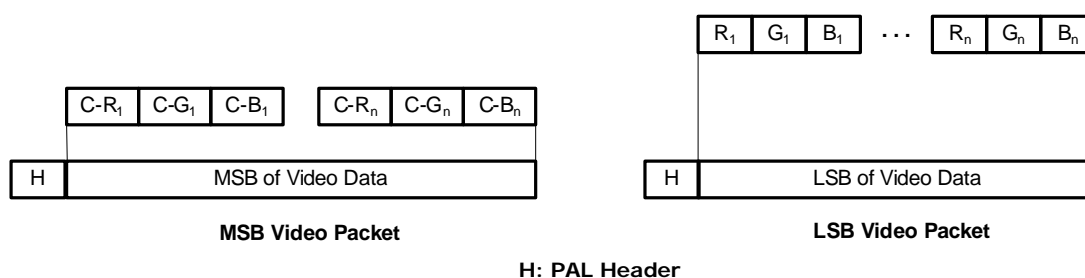 R₁ G₁ B₁ ... Rₙ Gₙ Bₙ
C-R₁ C-G₁ C-B₁ C-Rₙ C-Gₙ C-Bₙ
H MSB of Video Data
H LSB of Video Data
MSB Video Packet
LSB Video Packet
H: PAL Header